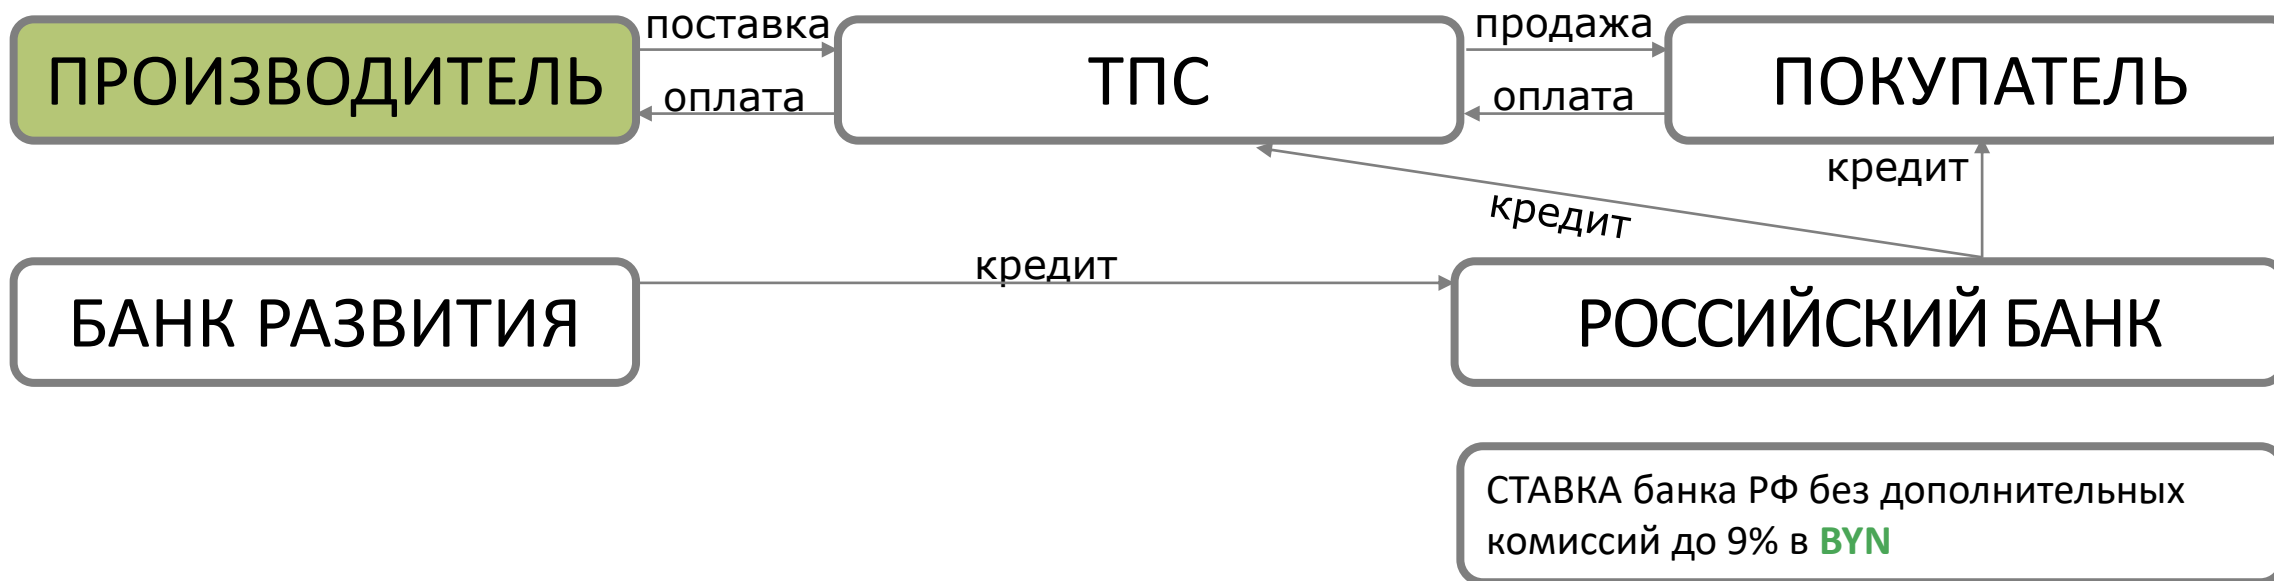 поставка
продажа
ПРОИЗВОДИТЕЛЬ
ТПС
ПОКУПАТЕЛЬ
оплата
оплата
кредит
кредит
кредит
БАНК РАЗВИТИЯ
РОССИЙСКИЙ БАНК
СТАВКА банка РФ без дополнительных
комиссий до 9% в BYN